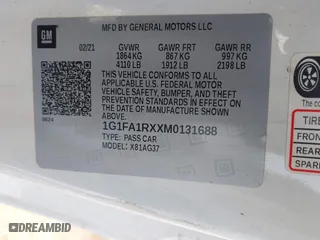 GM
MFD BY GENERAL MOTORS LLC
02/21 GVWR GAWR FRT GAWR RR
1864 KG 867 KG 997 KG
4110 LB 1912 LB 2198 LB
THIS VEHICLE CONFORMS TO ALL
APPLICABLE U.S. FEDERAL MOTOR
VEHICLE SAFETY, BUMPER, AND THEFT
PREVENTION STANDARDS IN EFFECT ON THE
DATE OF MANUFACTURE SHOWN ABOVE.
1G1FA1RXXM0131688
TYPE: PASS CAR
MODEL: X81AG37
TIRE
FRO
REAR
SPAR
© DIDIC.AUTO